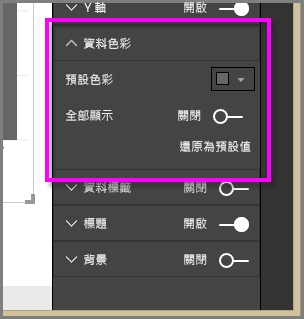 Y 軸 開啟
資料色彩
預設色彩
全部顯示 關閉
還原為預設值
資料標籤 關閉
標題 開啟
背景 關閉